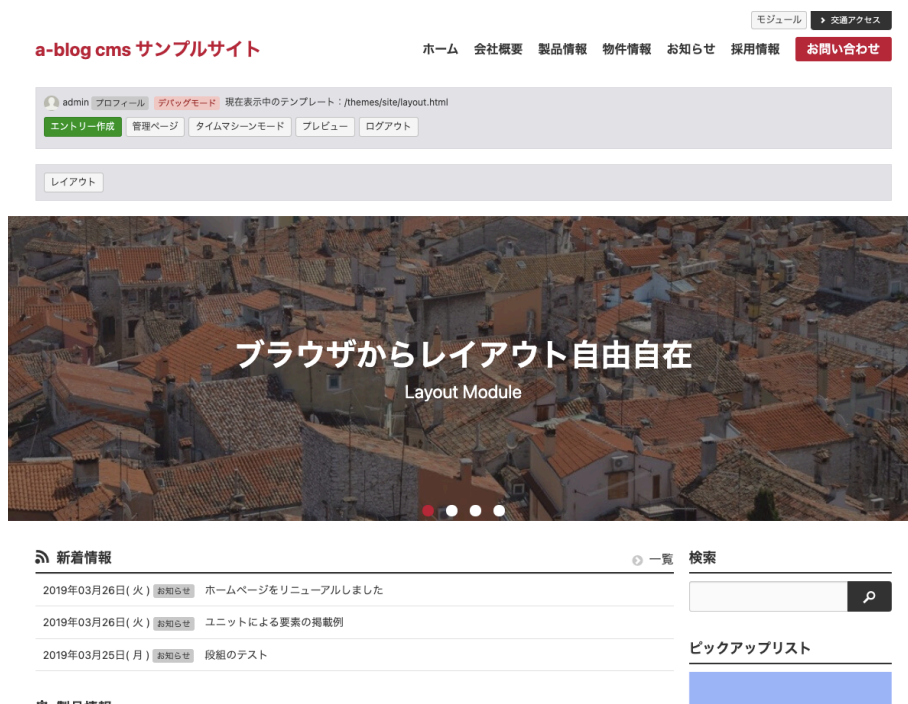 モジュール 交通アクセス
a-blog cms サンプルサイト
ホーム 会社概要 製品情報 物件情報 お知らせ 採用情報 お問い合わせ
admin プロフィール デバッグモード 現在表示中のテンプレート：/themes/site/layout.html
エントリー作成 管理ページ タイムマシーンモード プレビュー ログアウト
レイアウト
ブラウザからレイアウト自由自在
Layout Module
新着情報 一覧
2019年03月26日( 火 ) お知らせ ホームページをリニューアルしました
2019年03月26日( 火 ) お知らせ ユニットによる要素の掲載例
2019年03月25日( 月 ) お知らせ 段組のテスト
検索
ピックアップリスト
製品情報